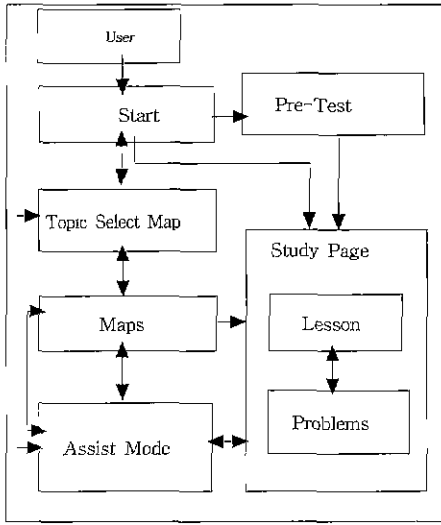 User
Start
Pre-Test
Topic Select Map
Study Page
Maps
Lesson
Assist Mode
Problems